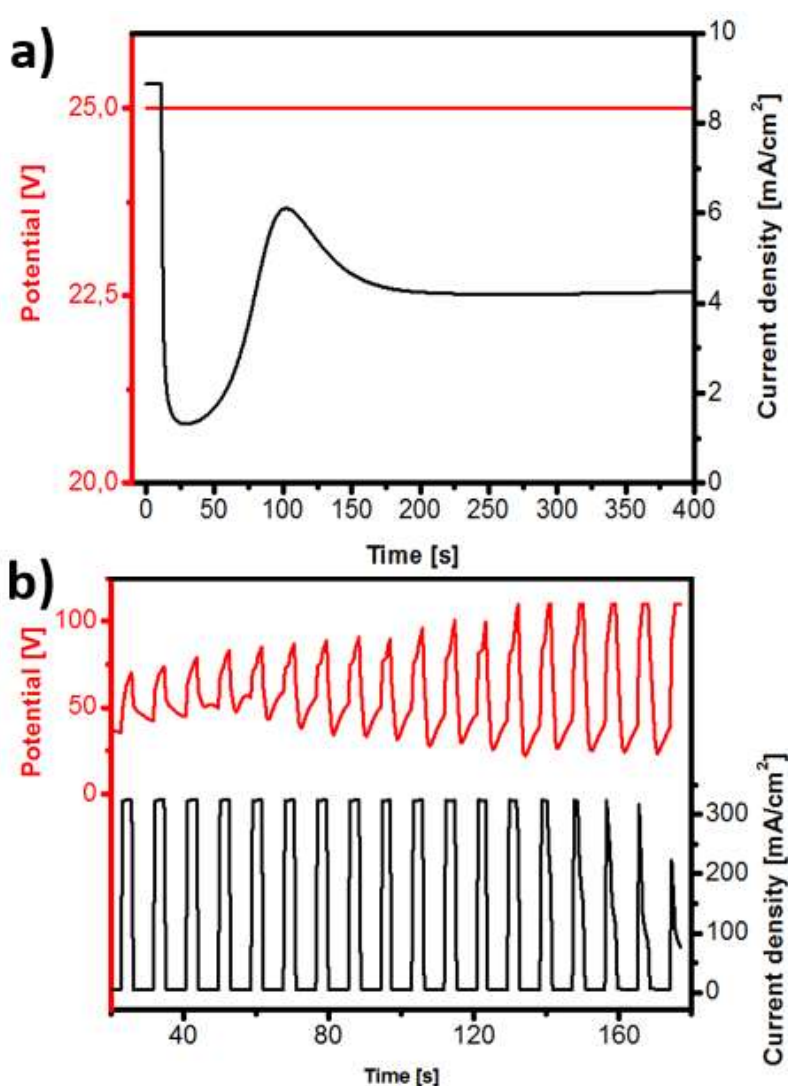 a)
Potential [V]
25,0
22,5
20,0
10
8
6
4
2
0
Current density [mA/cm²]
0 50 100 150 200 250 300 350 400
Time [s]
b)
Potential [V]
100
50
0
300
200
100
0
Current density [mA/cm²]
40 80 120 160
Time [s]